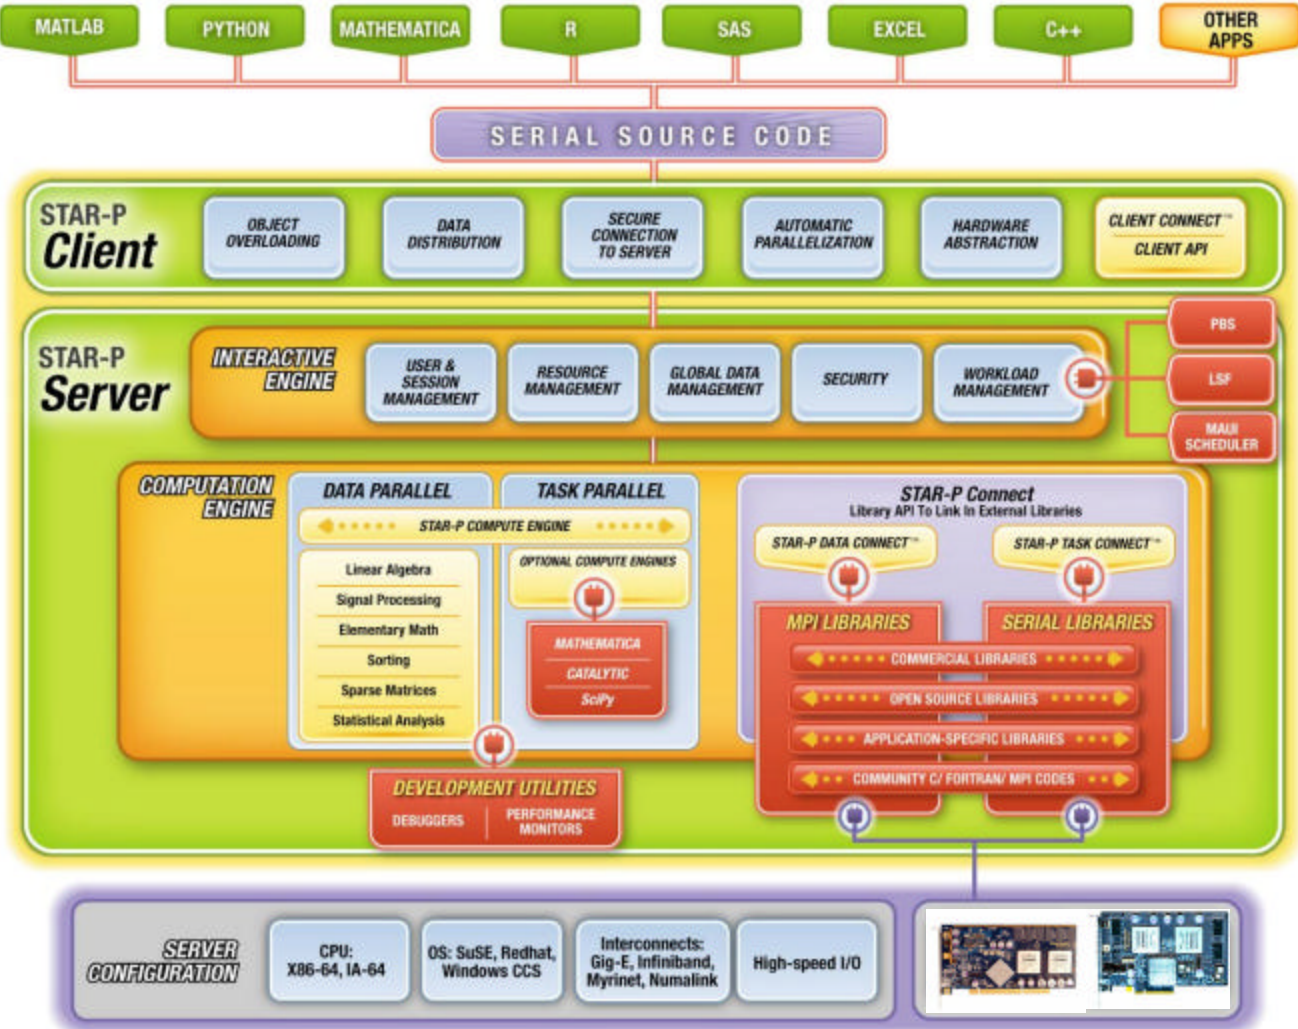 MATLAB
PYTHON
MATHEMATICA
R
SAS
EXCEL
C++
OTHER
APPS
SERIAL SOURCE CODE
STAR-P
Client
OBJECT
OVERLOADING
DATA
DISTRIBUTION
SECURE
CONNECTION
TO SERVER
AUTOMATIC
PARALLELIZATION
HARDWARE
ABSTRACTION
CLIENT CONNECT™
CLIENT API
STAR-P
Server
INTERACTIVE
ENGINE
USER &
SESSION
MANAGEMENT
RESOURCE
MANAGEMENT
GLOBAL DATA
MANAGEMENT
SECURITY
WORKLOAD
MANAGEMENT
PBS
LSF
MAUI
SCHEDULER
COMPUTATION
ENGINE
DATA PARALLEL
TASK PARALLEL
STAR-P COMPUTE ENGINE
Linear Algebra
Signal Processing
Elementary Math
Sorting
Sparse Matrices
Statistical Analysis
OPTIONAL COMPUTE ENGINES
MATHEMATICA
CATALYTIC
SciPy
STAR-P Connect
Library API To Link In External Libraries
STAR-P DATA CONNECT™
STAR-P TASK CONNECT™
MPI LIBRARIES
SERIAL LIBRARIES
COMMERCIAL LIBRARIES
OPEN SOURCE LIBRARIES
APPLICATION-SPECIFIC LIBRARIES
COMMUNITY C/ FORTRAN/ MPI CODES
DEVELOPMENT UTILITIES
DEBUGGERS
PERFORMANCE
MONITORS
SERVER
CONFIGURATION
CPU:
X86-64, IA-64
OS: SuSE, Redhat,
Windows CCS
Interconnects:
Gig-E, Infiniband,
Myrinet, Numalink
High-speed I/O